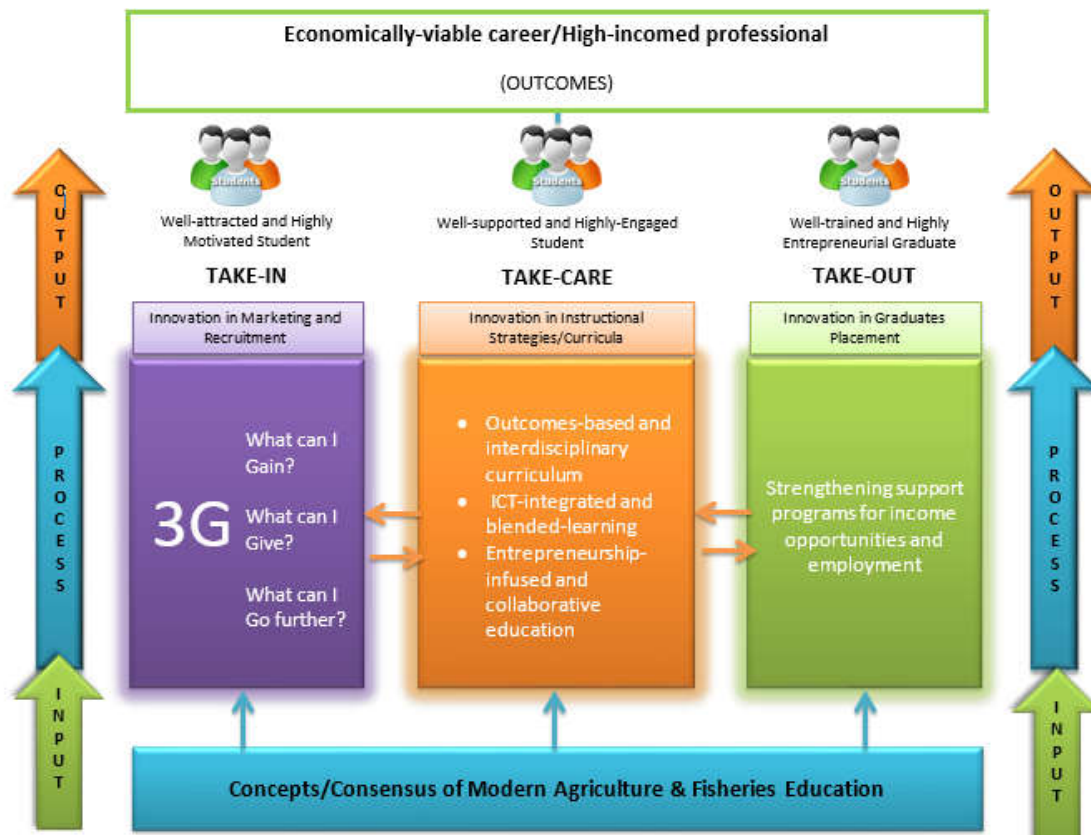 Economically-viable career/High-incomed professional
(OUTCOMES)
Students
Students
Students
Well-attracted and Highly
Motivated Student
Well-supported and Highly-Engaged
Student
Well-trained and Highly
Entrepreneurial Graduate
TAKE-IN
TAKE-CARE
TAKE-OUT
Innovation in Marketing and
Recruitment
Innovation in Instructional
Strategies/Curricula
Innovation in Graduates
Placement
3G
What can I
Gain?
What can I
Give?
What can I
Go further?
● Outcomes-based and
interdisciplinary
curriculum
● ICT-integrated and
blended-learning
● Entrepreneurship-
infused and
collaborative
education
Strengthening support
programs for income
opportunities and
employment
Concepts/Consensus of Modern Agriculture & Fisheries Education
OUTPUT
PROCESS
INPUT
OUTPUT
PROCESS
INPUT